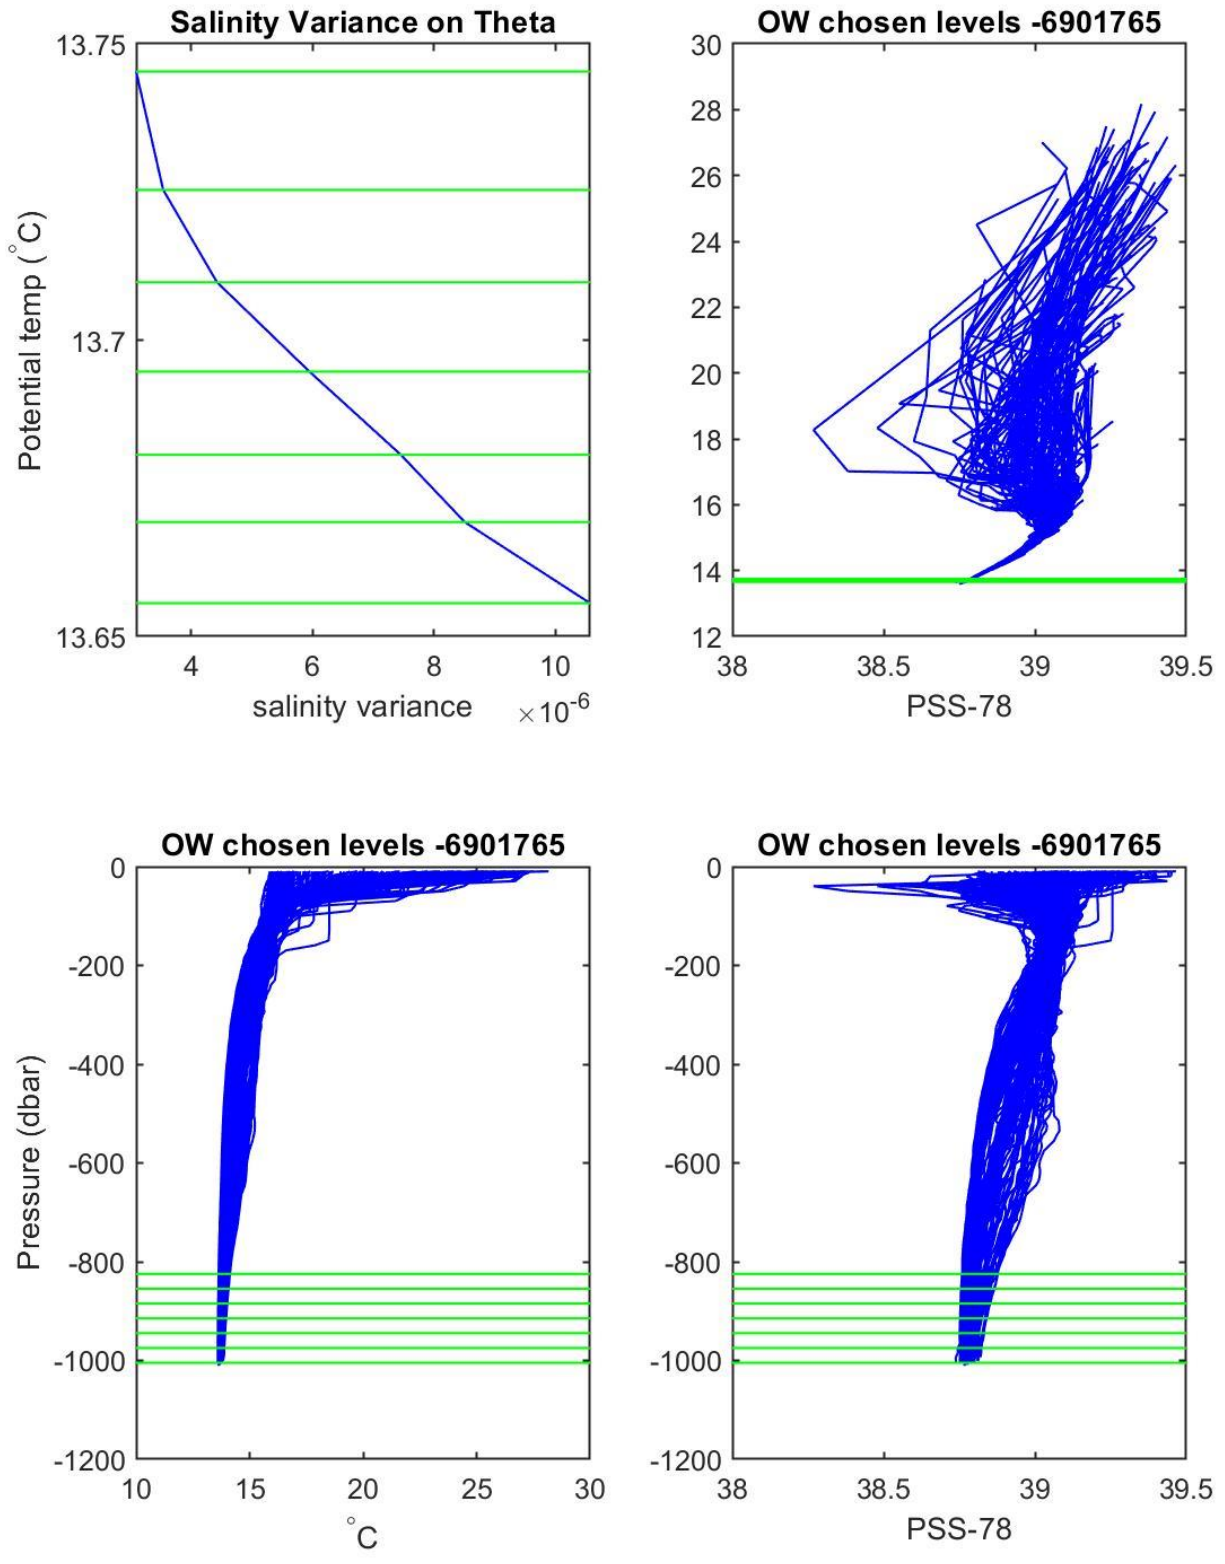 Salinity Variance on Theta
13.75
13.7
13.65
Potential temp (°C)
4 6 8 10
salinity variance ×10-6
OW chosen levels -6901765
30
28
26
24
22
20
18
16
14
12
38 38.5 39 39.5
PSS-78
OW chosen levels -6901765
0
-200
-400
-600
-800
-1000
-1200
Pressure (dbar)
10 15 20 25 30
°C
OW chosen levels -6901765
0
-200
-400
-600
-800
-1000
-1200
38 38.5 39 39.5
PSS-78